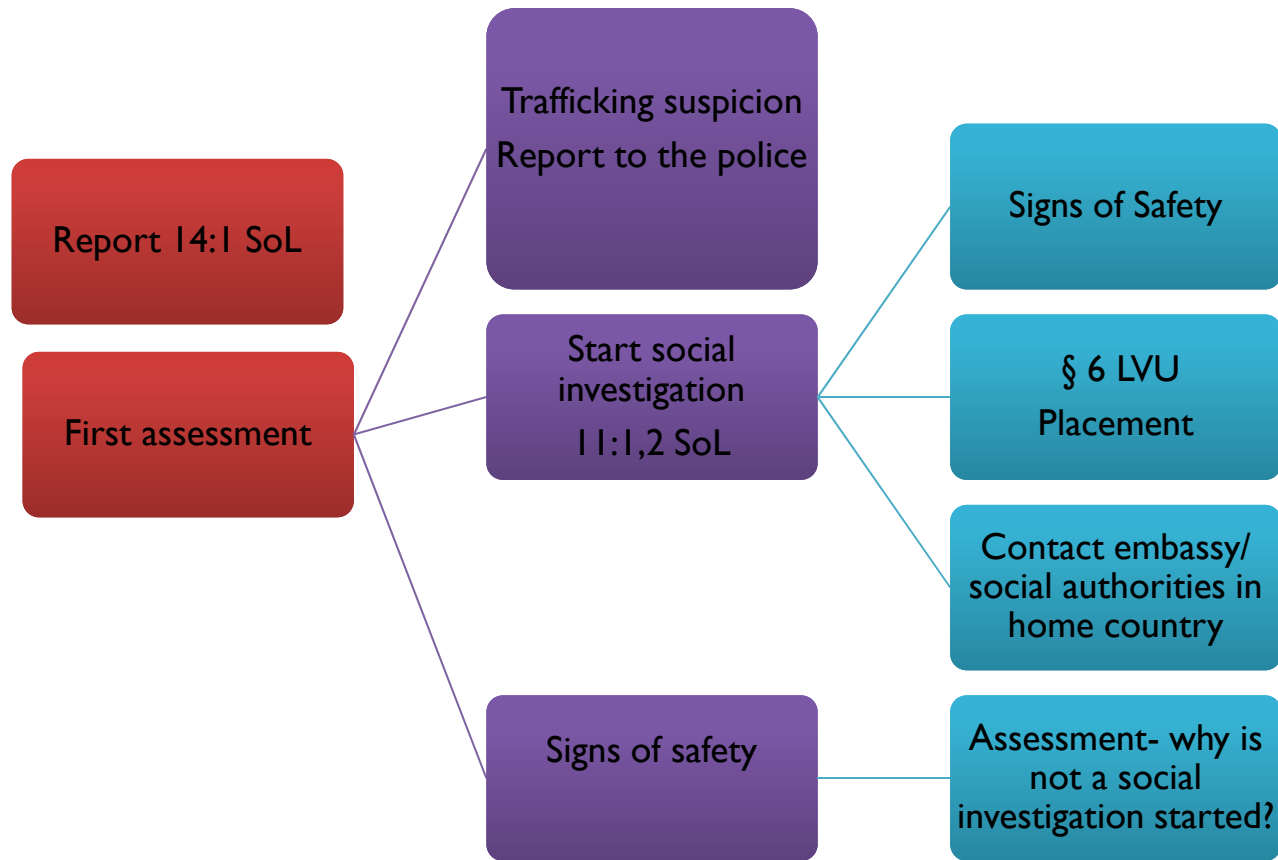 Report 14:1 SoL
First assessment
Trafficking suspicion
Report to the police
Start social
investigation
11:1,2 SoL
Signs of safety
Signs of Safety
§ 6 LVU
Placement
Contact embassy/
social authorities in
home country
Assessment- why is
not a social
investigation started?